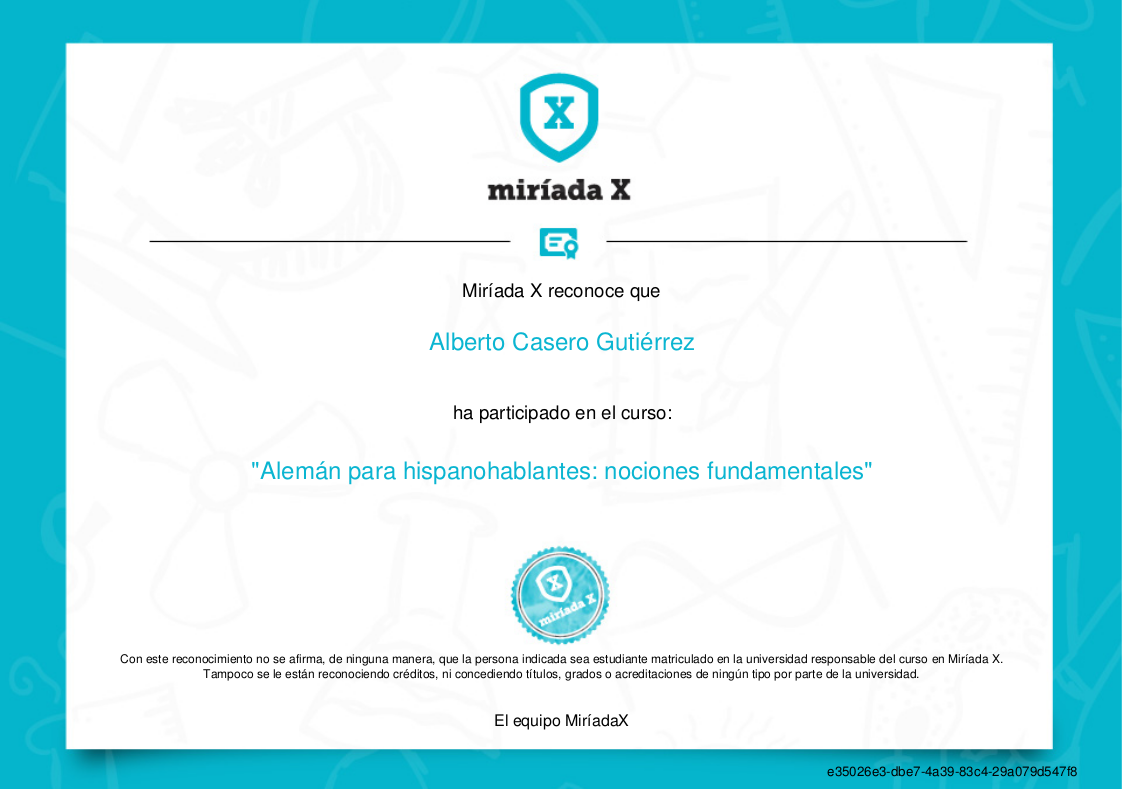 X
miríada X
Miríada X reconoce que
Alberto Casero Gutiérrez
ha participado en el curso:
"Alemán para hispanohablantes: nociones fundamentales"
X
miríada X
Con este reconocimiento no se afirma, de ninguna manera, que la persona indicada sea estudiante matriculado en la universidad responsable del curso en Miríada X.
Tampoco se le están reconociendo créditos, ni concediendo títulos, grados o acreditaciones de ningún tipo por parte de la universidad.
El equipo MiríadaX
e35026e3-dbe7-4a39-83c4-29a079d547f8